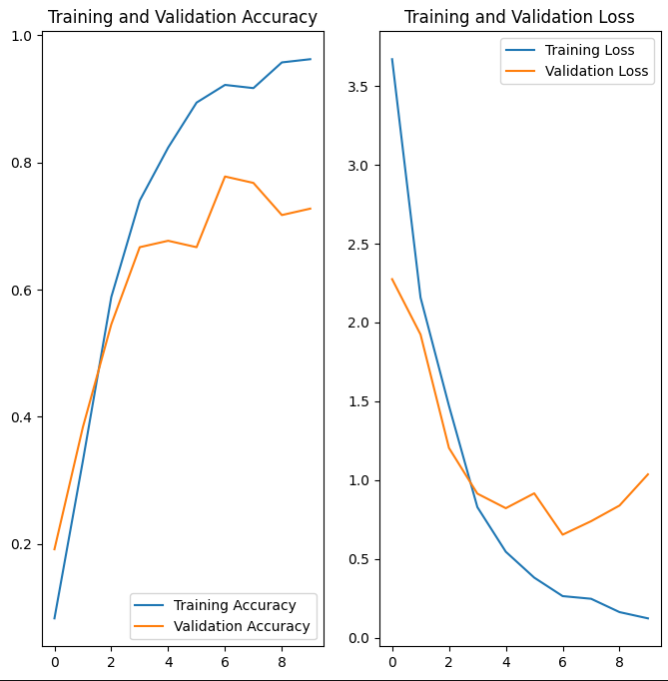 Training and Validation Accuracy
1.0
0.8
0.6
0.4
0.2
0 2 4 6 8
Training Accuracy
Validation Accuracy
Training and Validation Loss
3.5
3.0
2.5
2.0
1.5
1.0
0.5
0.0
0 2 4 6 8
Training Loss
Validation Loss